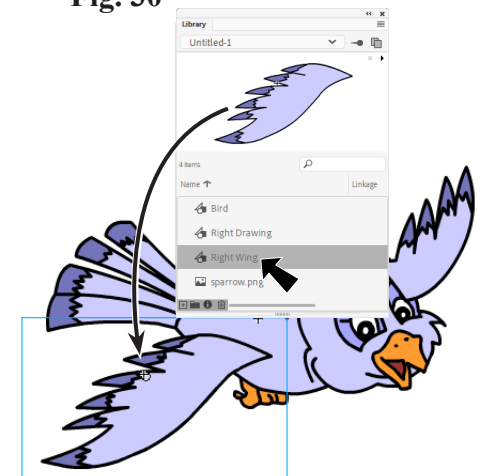 Fig. 30
Library
Untitled-1
4 items
Name
Linkage
Bird
Right Drawing
Right Wing
sparrow.png